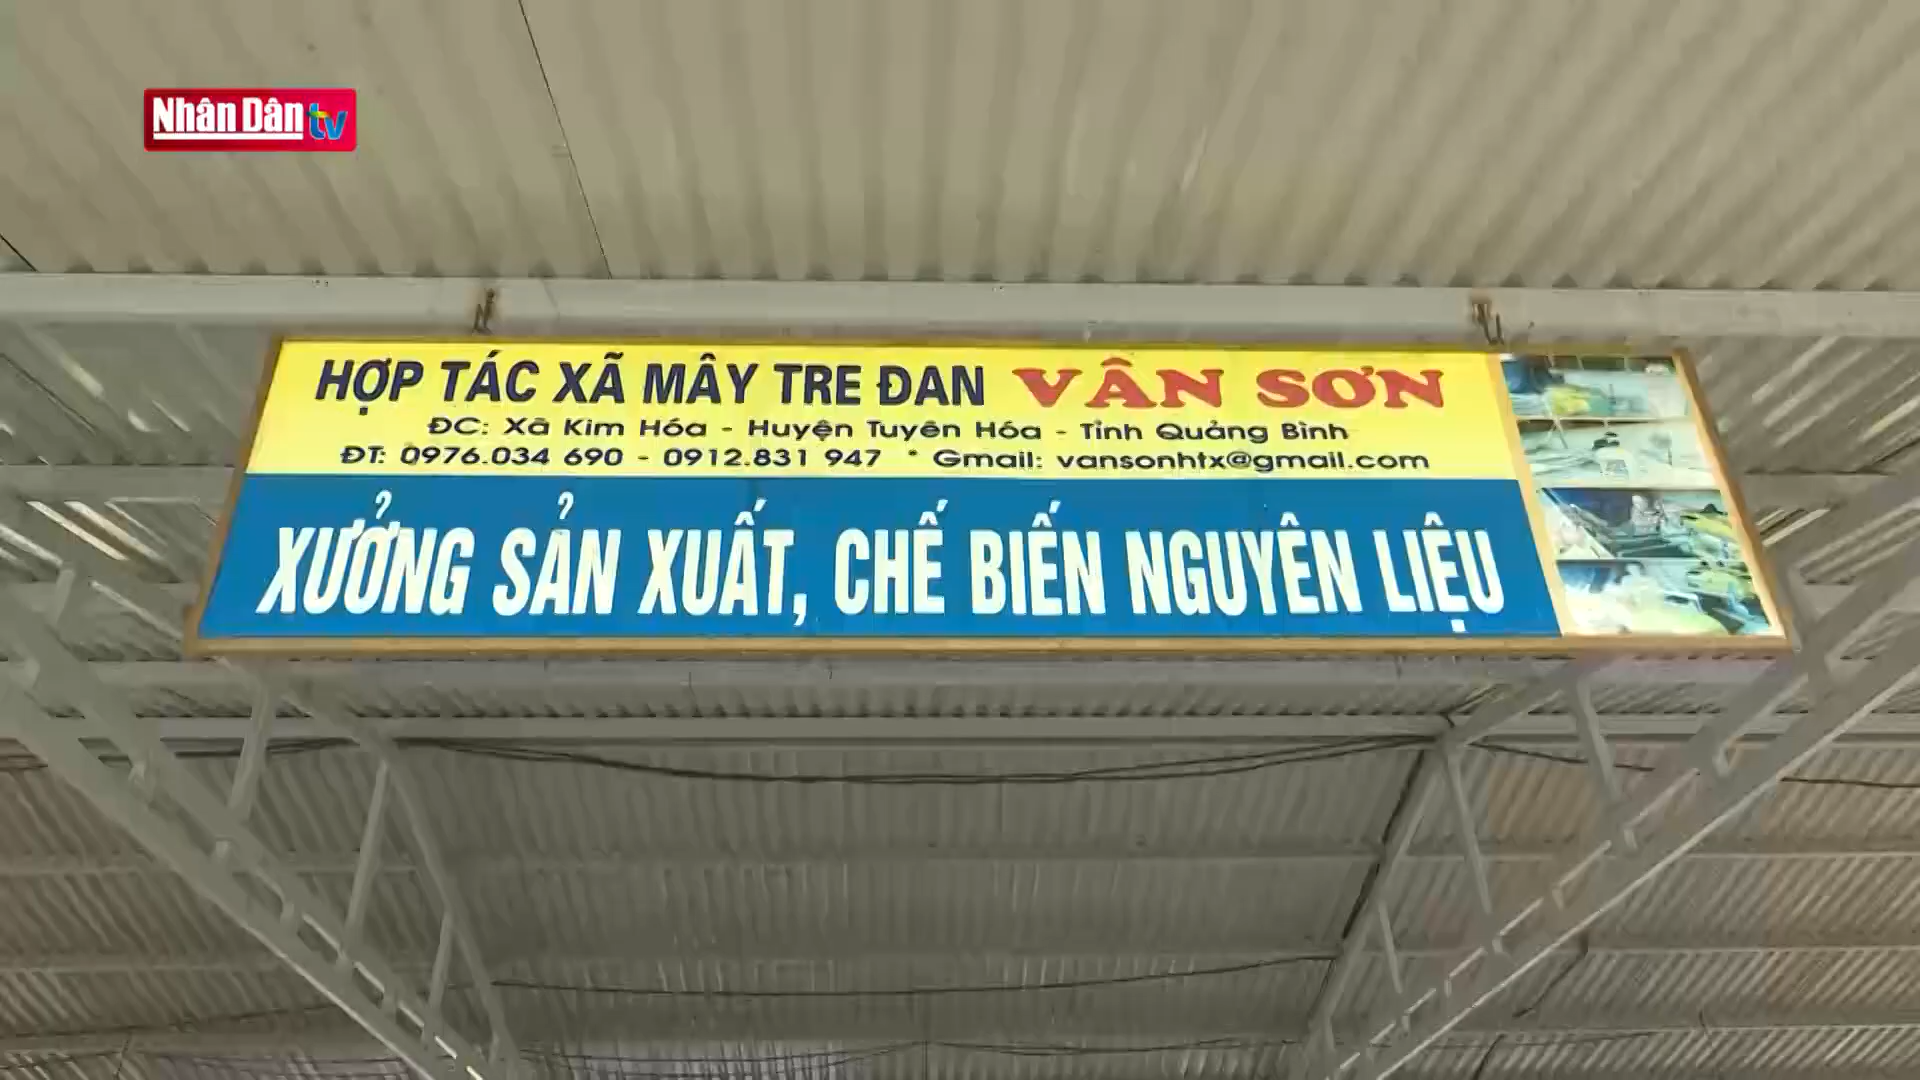 Nhân Dân tv
HỢP TÁC XÃ MÂY TRE ĐAN VÂN SƠN
ĐC: Xã Kim Hóa - Huyện Tuyên Hóa - Tỉnh Quảng Bình
ĐT: 0976.034 690 - 0912.831 947 * Gmail: vansonhtx@gmail.com
XƯỞNG SẢN XUẤT, CHẾ BIẾN NGUYÊN LIỆU